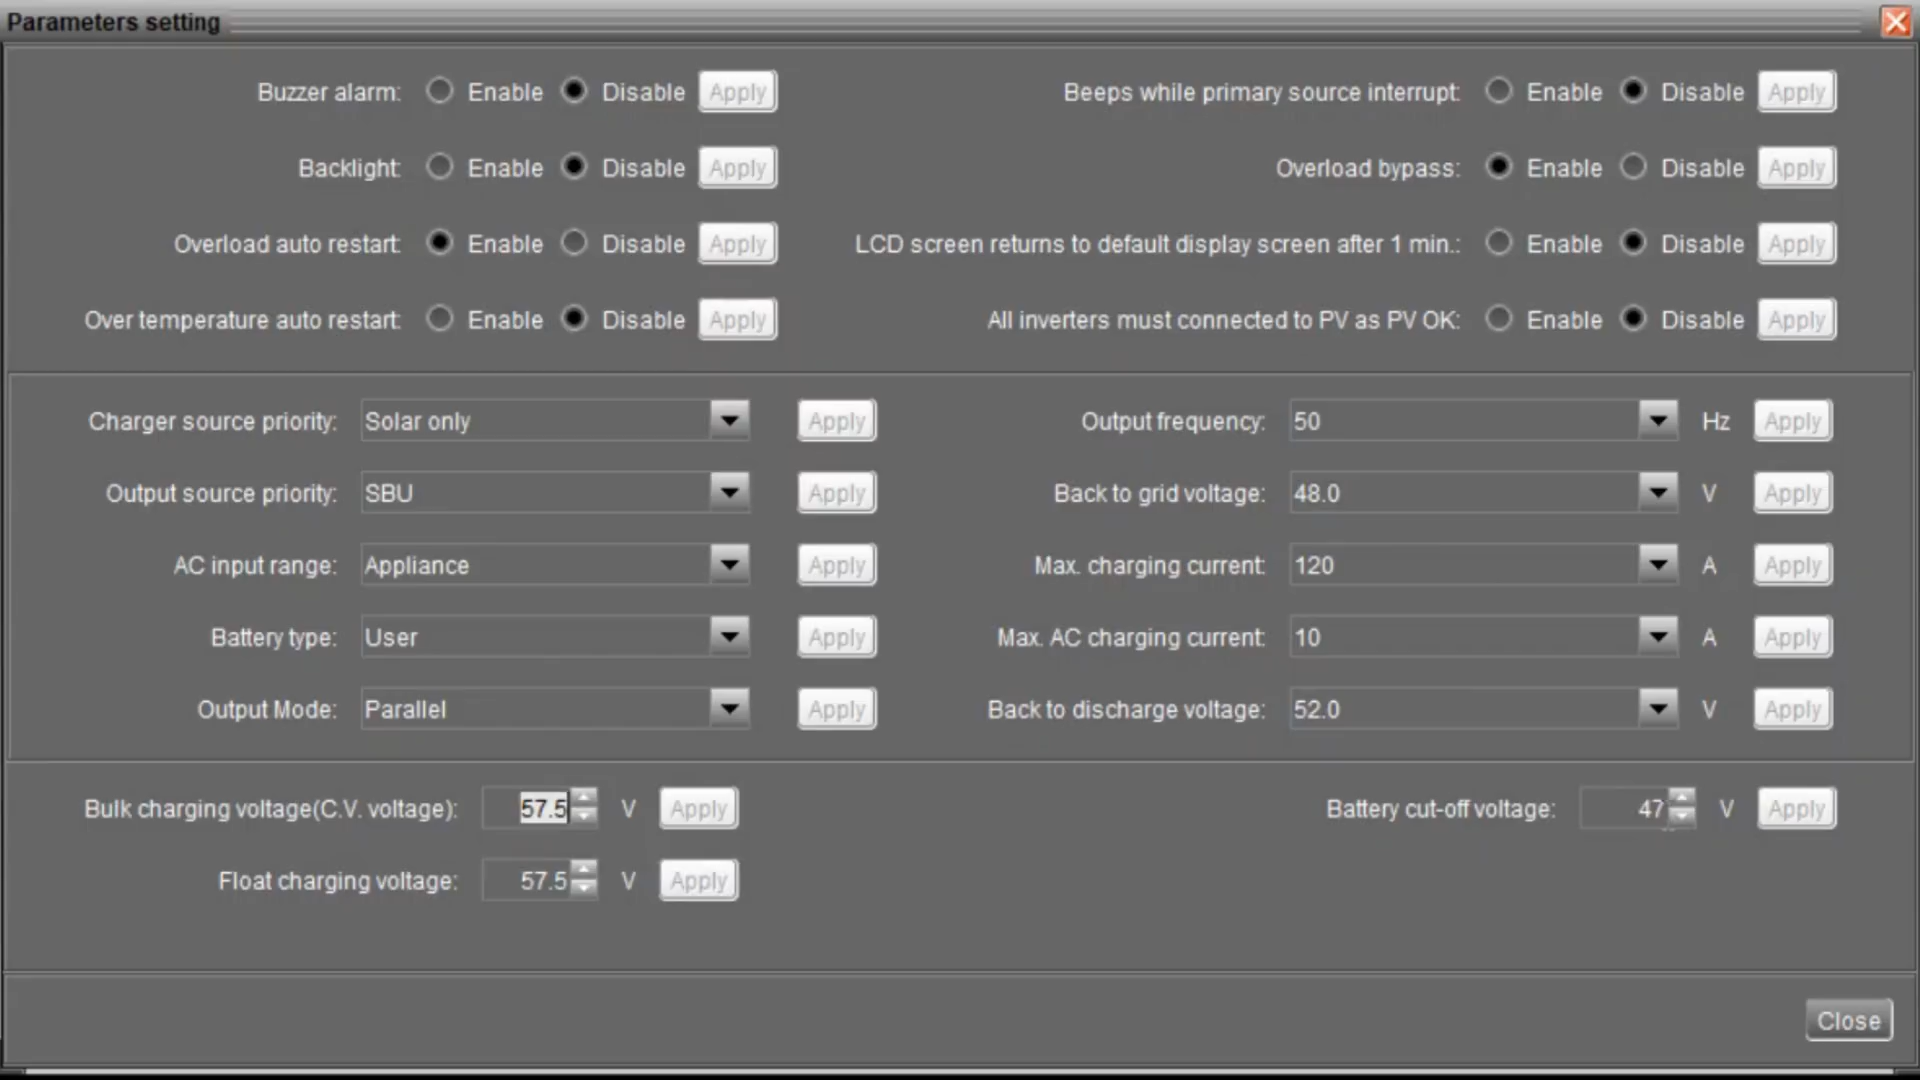 Parameters setting
Buzzer alarm: Enable Disable Apply
Beeps while primary source interrupt: Enable Disable Apply
Backlight: Enable Disable Apply
Overload bypass: Enable Disable Apply
Overload auto restart: Enable Disable Apply
LCD screen returns to default display screen after 1 min.: Enable Disable Apply
Over temperature auto restart: Enable Disable Apply
All inverters must connected to PV as PV OK: Enable Disable Apply
Charger source priority: Solar only Apply
Output frequency: 50 Hz Apply
Output source priority: SBU Apply
Back to grid voltage: 48.0 V Apply
AC input range: Appliance Apply
Max. charging current: 120 A Apply
Battery type: User Apply
Max. AC charging current: 10 A Apply
Output Mode: Parallel Apply
Back to discharge voltage: 52.0 V Apply
Bulk charging voltage(C.V. voltage): 57.5 V Apply
Battery cut-off voltage: 47 V Apply
Float charging voltage: 57.5 V Apply
Close